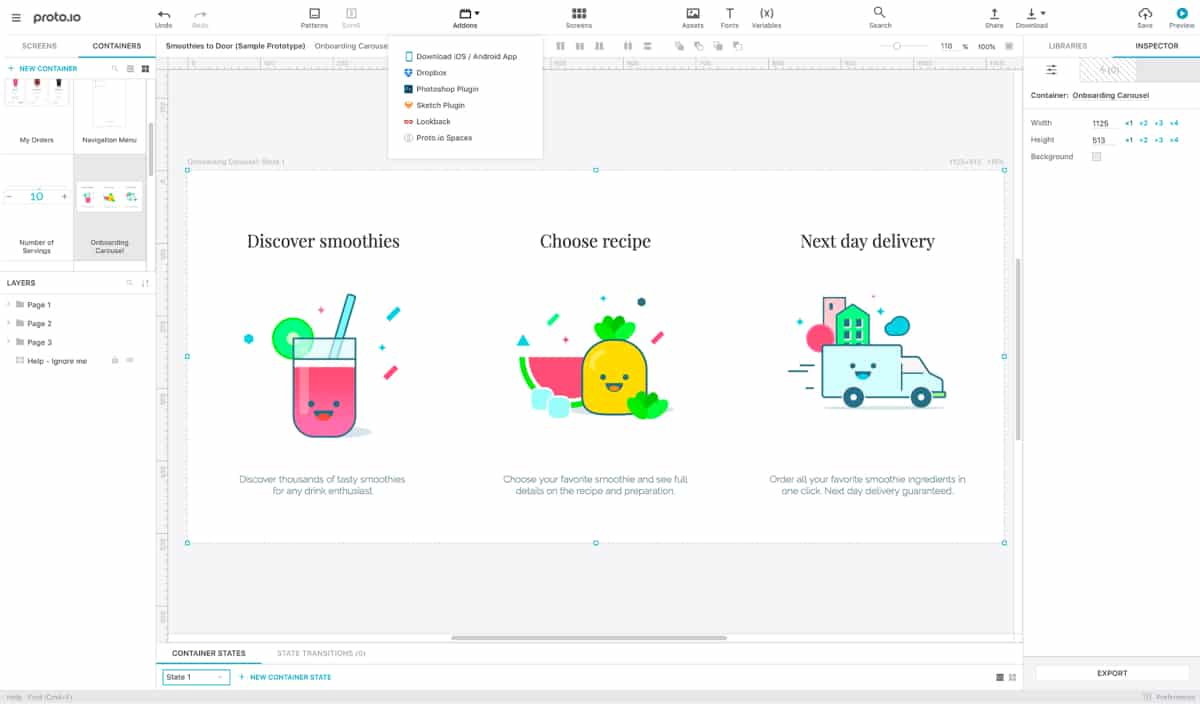 proto.io
Undo
Redo
Patterns
Scroll
Addons
Screens
Assets
T
Fonts
(x)
Variables
Search
Share
Download
Save
Preview
SCREENS
CONTAINERS
Smoothies to Door (Sample Prototype)
Onboarding Carouse
118 %
100%
LIBRARIES
INSPECTOR
+ NEW CONTAINER
My Orders
Navigation Menu
− 10 +
Number of
Servings
Onboarding
Carousel
LAYERS
Page 1
Page 2
Page 3
Help - Ignore me
Download iOS / Android App
Dropbox
Photoshop Plugin
Sketch Plugin
Lookback
Proto.io Spaces
Onboarding Carousel: State 1
Discover smoothies
Choose recipe
Next day delivery
Discover thousands of tasty smoothies
for any drink enthusiast.
Choose your favorite smoothie and see full
details on the recipe and preparation.
Order all your favorite smoothie ingredients in
one click. Next day delivery guaranteed.
(0)
Container: Onboarding Carousel
Width 1125 ×1 ×2 ×3 ×4
Height 513 ×1 ×2 ×3 ×4
Background
CONTAINER STATES
STATE TRANSITIONS (0)
State 1
+ NEW CONTAINER STATE
EXPORT
Help
Find (Cmd+F)
Preferences